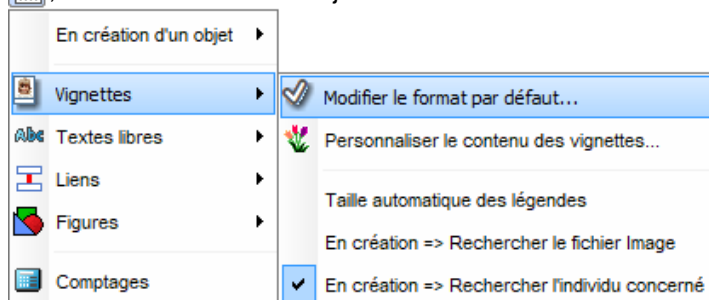 En création d'un objet
Vignettes
Modifier le format par défaut...
Abc Textes libres
Personnaliser le contenu des vignettes...
Liens
Taille automatique des légendes
Figures
En création => Rechercher le fichier Image
Comptages
En création => Rechercher l'individu concerné